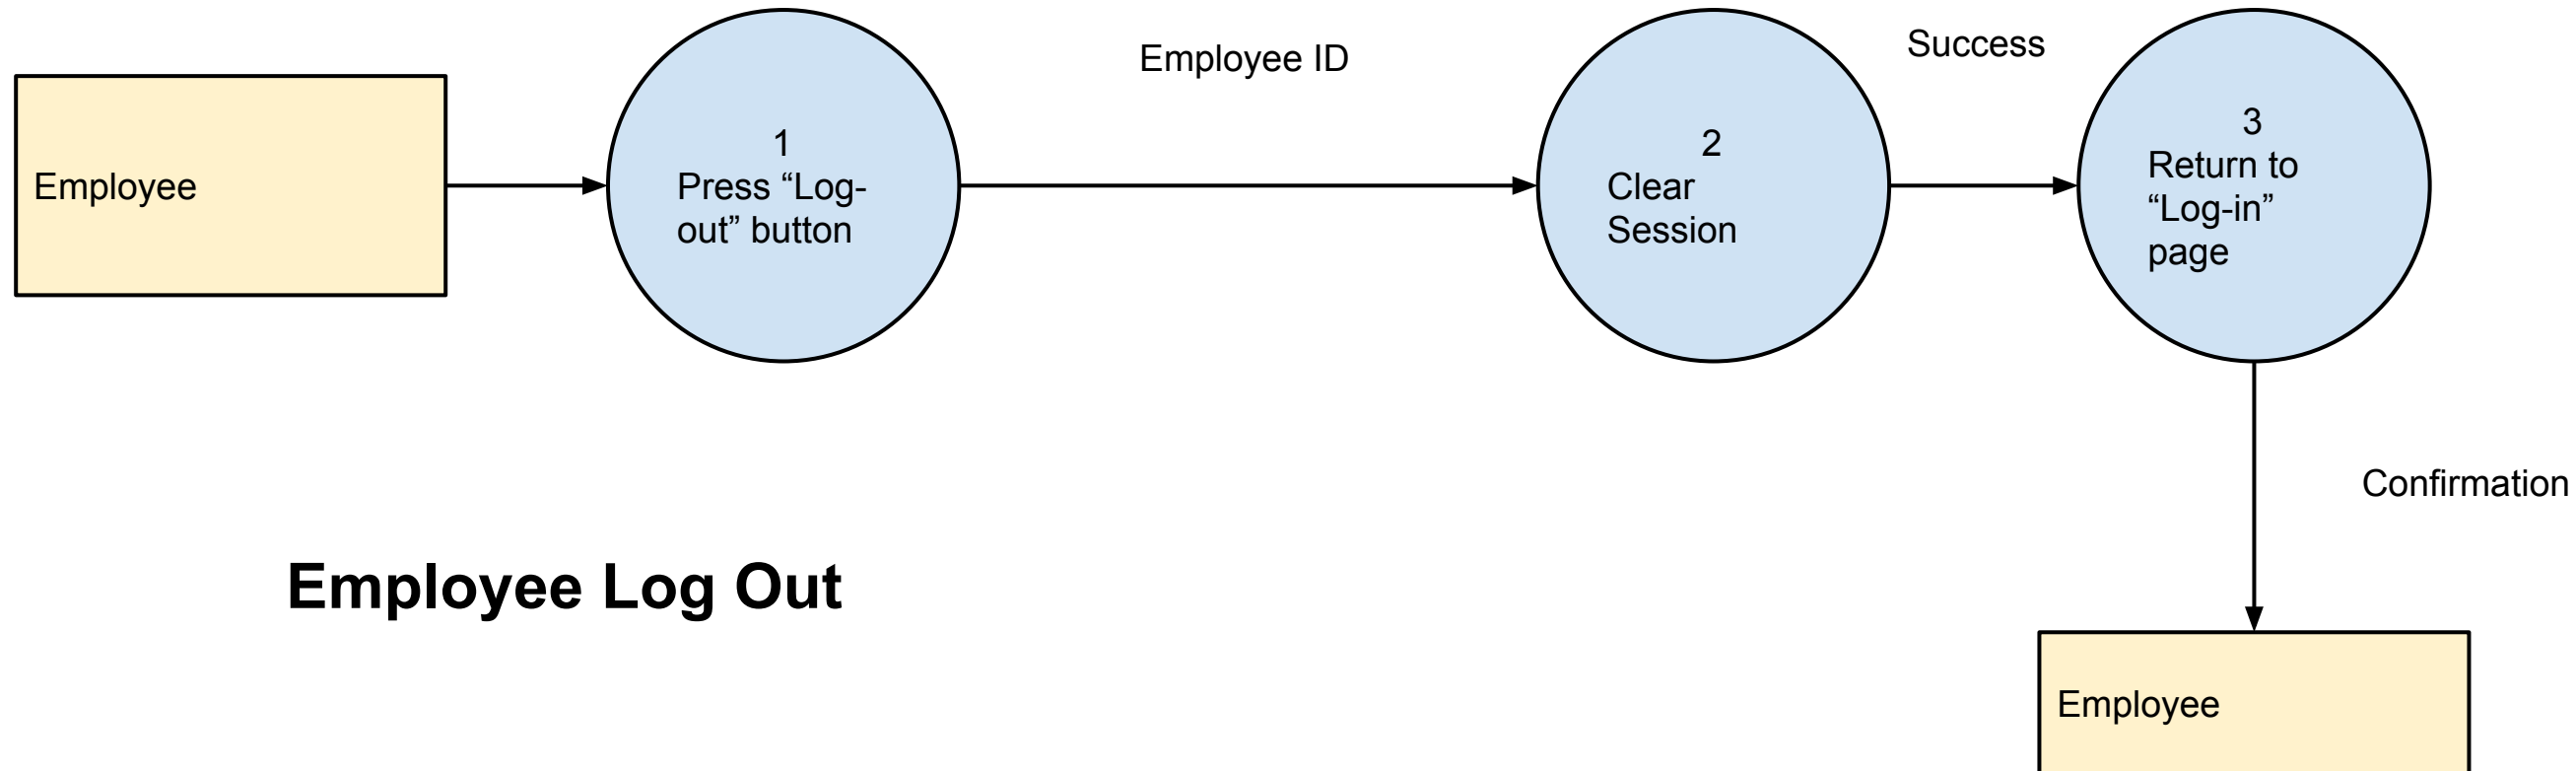 Employee
1
Press “Log-
out” button
Employee ID
2
Clear
Session
Success
3
Return to
“Log-in”
page
Confirmation
Employee Log Out
Employee